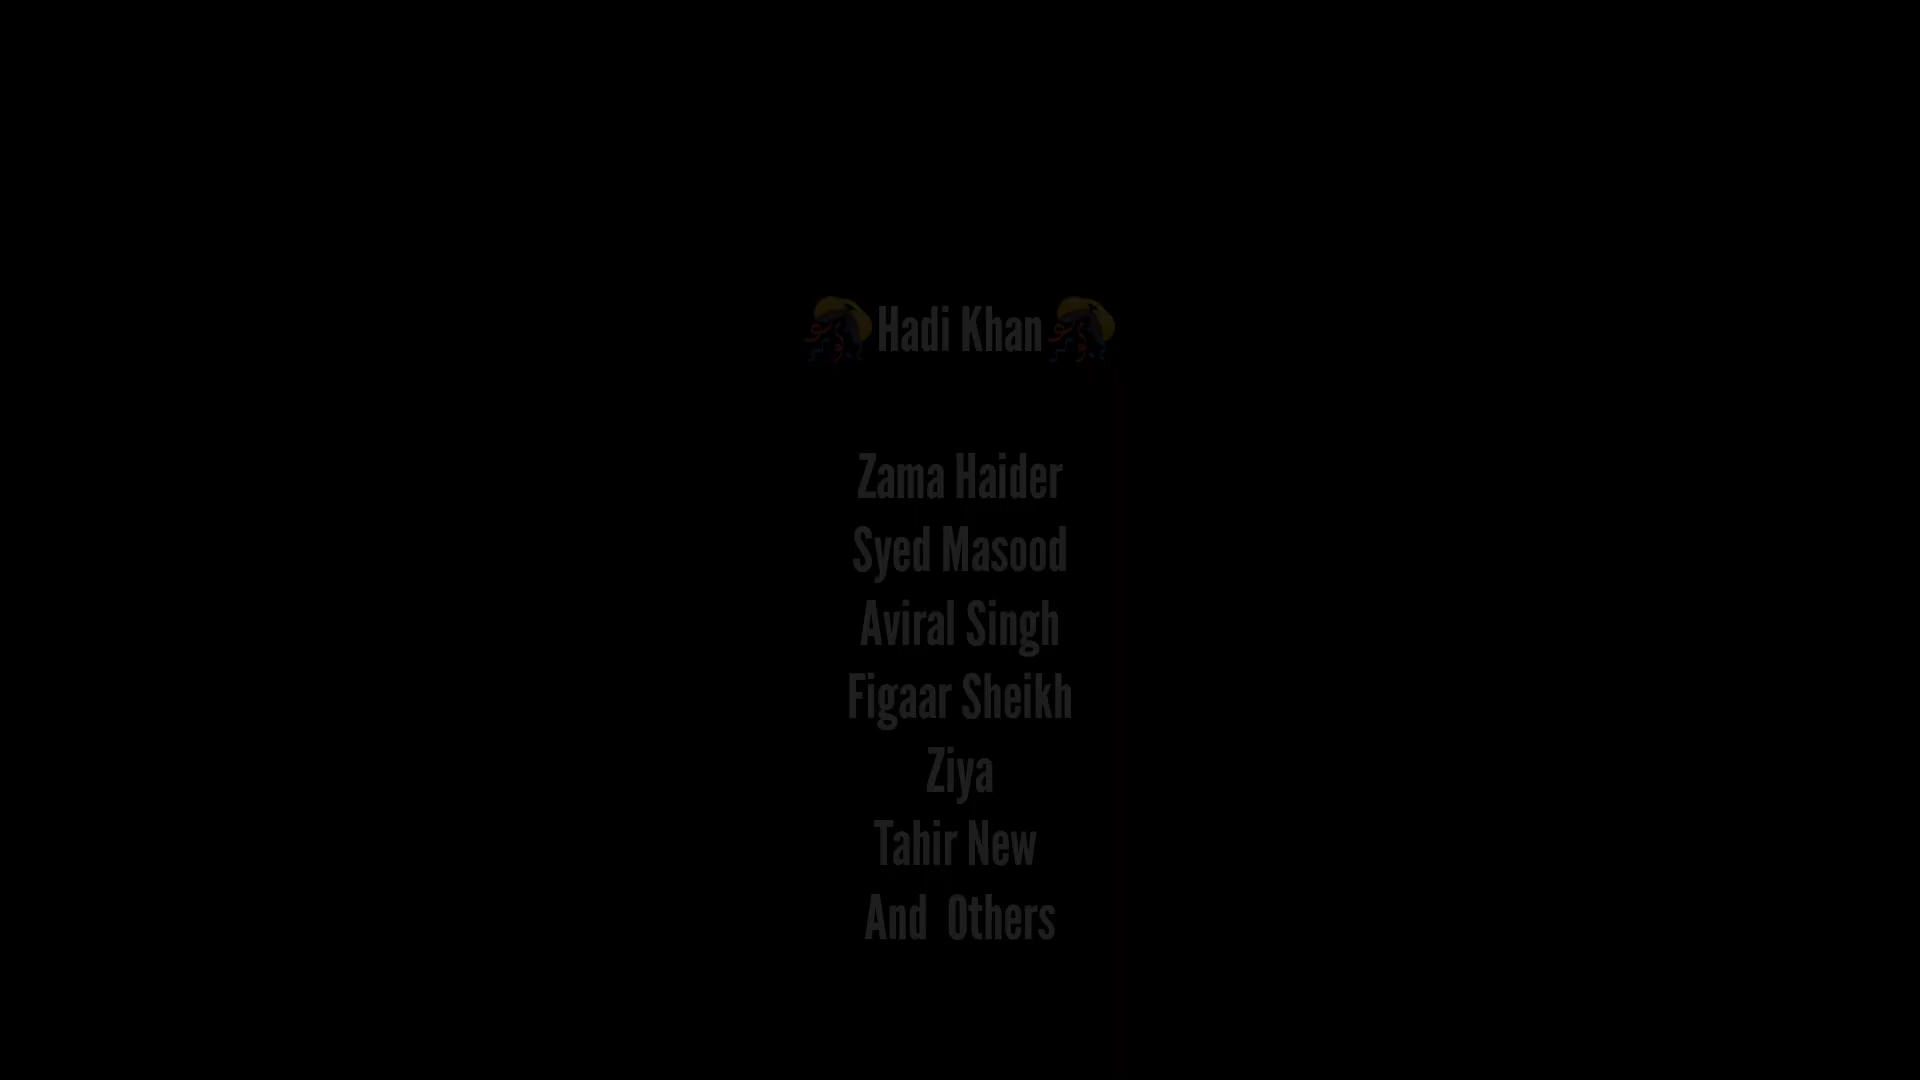 🎊Hadi Khan🎊
Zama Haider
Syed Masood
Aviral Singh
Figaar Sheikh
Ziya
Tahir New
And  Others